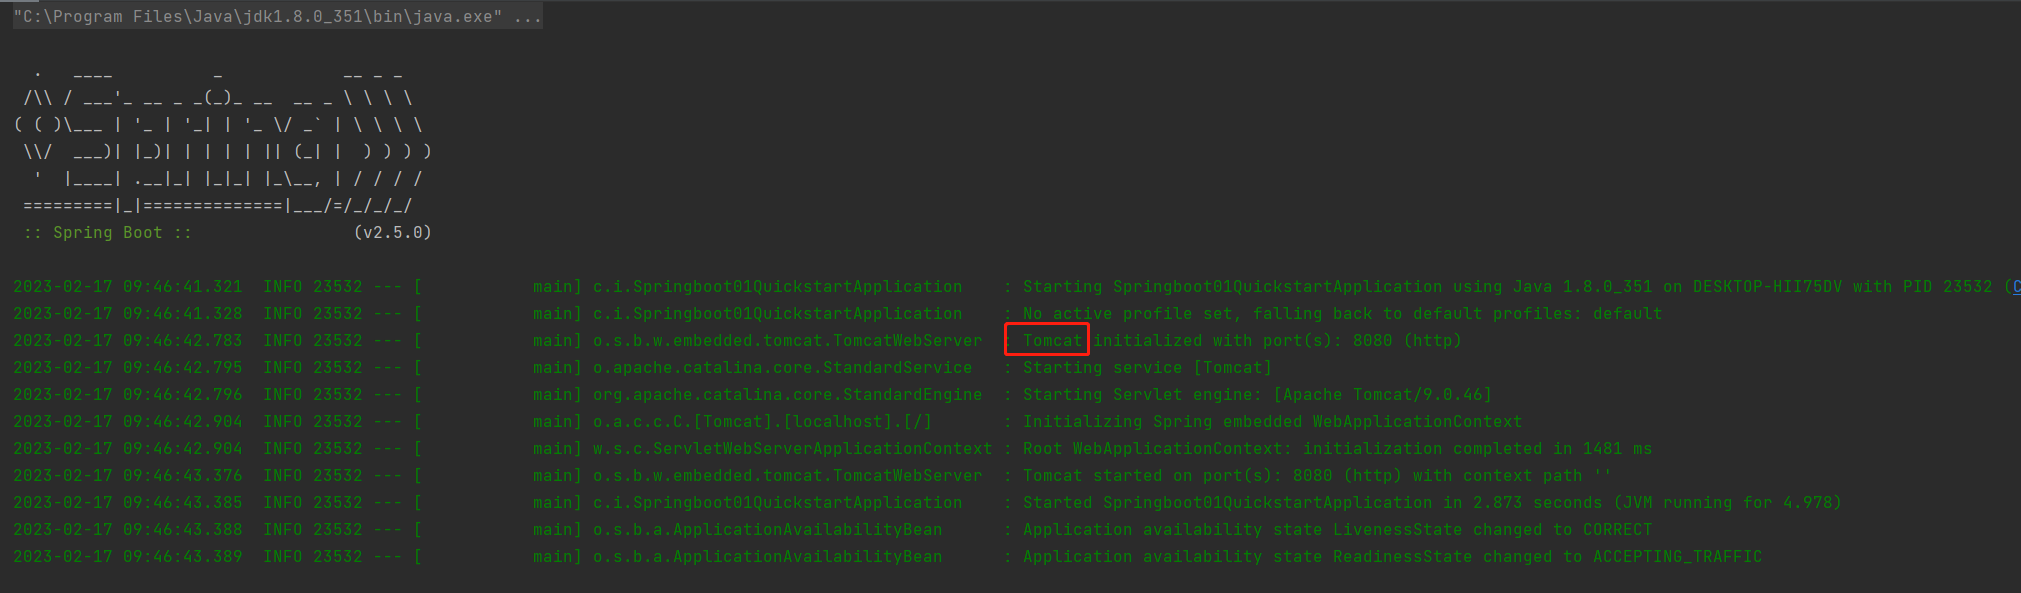 "C:\Program Files\Java\jdk1.8.0_351\bin\java.exe" ...
  .   ____          _            __ _ _
 /\\ / ___'_ __ _ _(_)_ __  __ _ \ \ \ \
( ( )\___ | '_ | '_| | '_ \/ _` | \ \ \ \
 \\/  ___)| |_)| | | | | || (_| |  ) ) ) )
  '  |____| .__|_| |_|_| |_\__, | / / / /
 =========|_|==============|___/=/_/_/_/
 :: Spring Boot ::                (v2.5.0)
2023-02-17 09:46:41.321  INFO 23532 --- [           main] c.i.Springboot01QuickstartApplication    : Starting Springboot01QuickstartApplication using Java 1.8.0_351 on DESKTOP-HII75DV with PID 23532 (C
2023-02-17 09:46:41.328  INFO 23532 --- [           main] c.i.Springboot01QuickstartApplication    : No active profile set, falling back to default profiles: default
2023-02-17 09:46:42.783  INFO 23532 --- [           main] o.s.b.w.embedded.tomcat.TomcatWebServer  : Tomcat initialized with port(s): 8080 (http)
2023-02-17 09:46:42.795  INFO 23532 --- [           main] o.apache.catalina.core.StandardService   : Starting service [Tomcat]
2023-02-17 09:46:42.796  INFO 23532 --- [           main] org.apache.catalina.core.StandardEngine  : Starting Servlet engine: [Apache Tomcat/9.0.46]
2023-02-17 09:46:42.904  INFO 23532 --- [           main] o.a.c.c.C.[Tomcat].[localhost].[/]       : Initializing Spring embedded WebApplicationContext
2023-02-17 09:46:42.904  INFO 23532 --- [           main] w.s.c.ServletWebServerApplicationContext : Root WebApplicationContext: initialization completed in 1481 ms
2023-02-17 09:46:43.376  INFO 23532 --- [           main] o.s.b.w.embedded.tomcat.TomcatWebServer  : Tomcat started on port(s): 8080 (http) with context path ''
2023-02-17 09:46:43.385  INFO 23532 --- [           main] c.i.Springboot01QuickstartApplication    : Started Springboot01QuickstartApplication in 2.873 seconds (JVM running for 4.978)
2023-02-17 09:46:43.388  INFO 23532 --- [           main] o.s.b.a.ApplicationAvailabilityBean      : Application availability state LivenessState changed to CORRECT
2023-02-17 09:46:43.389  INFO 23532 --- [           main] o.s.b.a.ApplicationAvailabilityBean      : Application availability state ReadinessState changed to ACCEPTING_TRAFFIC